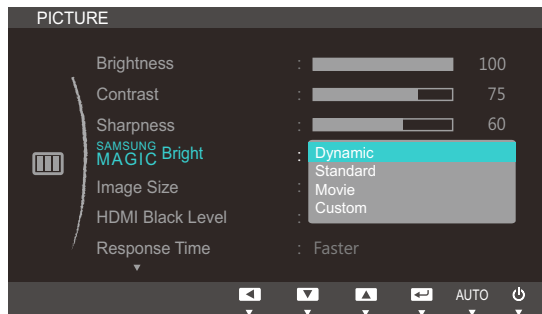 PICTURE
Brightness : 100
Contrast : 75
Sharpness : 60
SAMSUNG
MAGIC Bright : Dynamic
Standard
Image Size : Movie
Custom
HDMI Black Level :
Response Time : Faster
AUTO